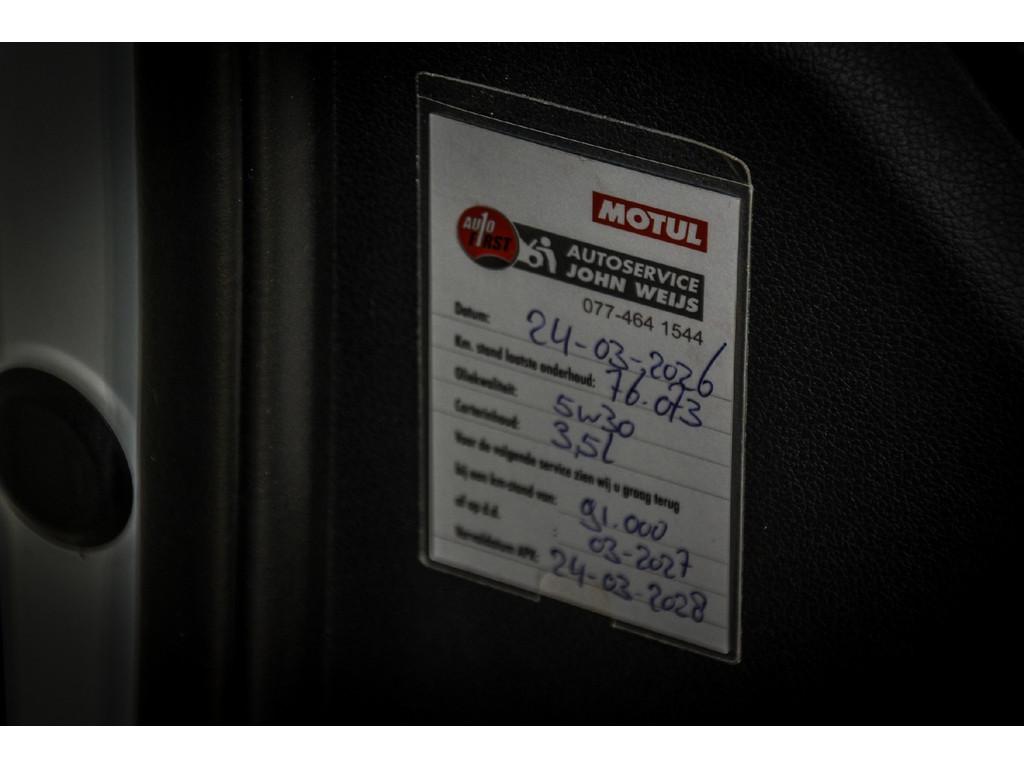 MOTUL
AUTO FIRST
AUTOSERVICE
JOHN WEIJS
077-464 1544
Datum: 24-03-2026
Km. stand laatste onderhoud: 76.073
Oliekwaliteit: 5w30
Carterinhoud: 3,5l
Voor de volgende service zien wij u graag terug
bij een km-stand van: 91.000
of op d.d. : 03-2027
Vervaldatum APK: 24-03-2028